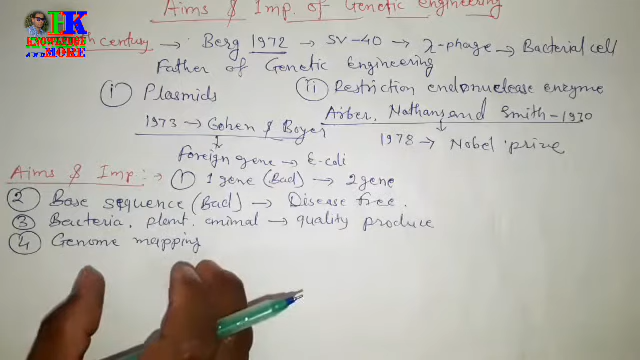 Aims & Imp. of Genetic Engineering
HK
KNOWLEDGE
MORE
th century → Berg 1972 → SV-40 → λ-phage → Bacterial cell
Father of Genetic Engineering
i Plasmids
ii Restriction endonuclease enzyme
1973 → Cohen & Boyer
Arber, Nathans and Smith-1970
Foreign gene → E-coli
1978 → Nobel prize
Aims & Imp: → 1 1 gene (Bad) → 2 gene
2 Base sequence (Bad) → Disease free.
3 Bacteria, plant, animal → quality produce
4 Genome mapping